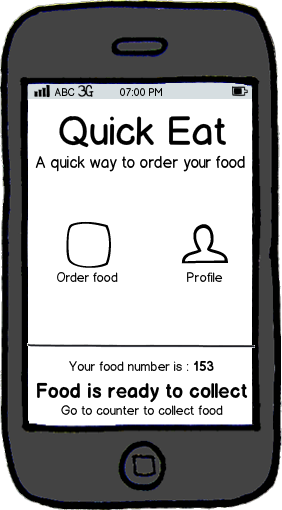 ABC 3G 07:00 PM
Quick Eat
A quick way to order your food
Order food Profile
Your food number is : 153
Food is ready to collect
Go to counter to collect food